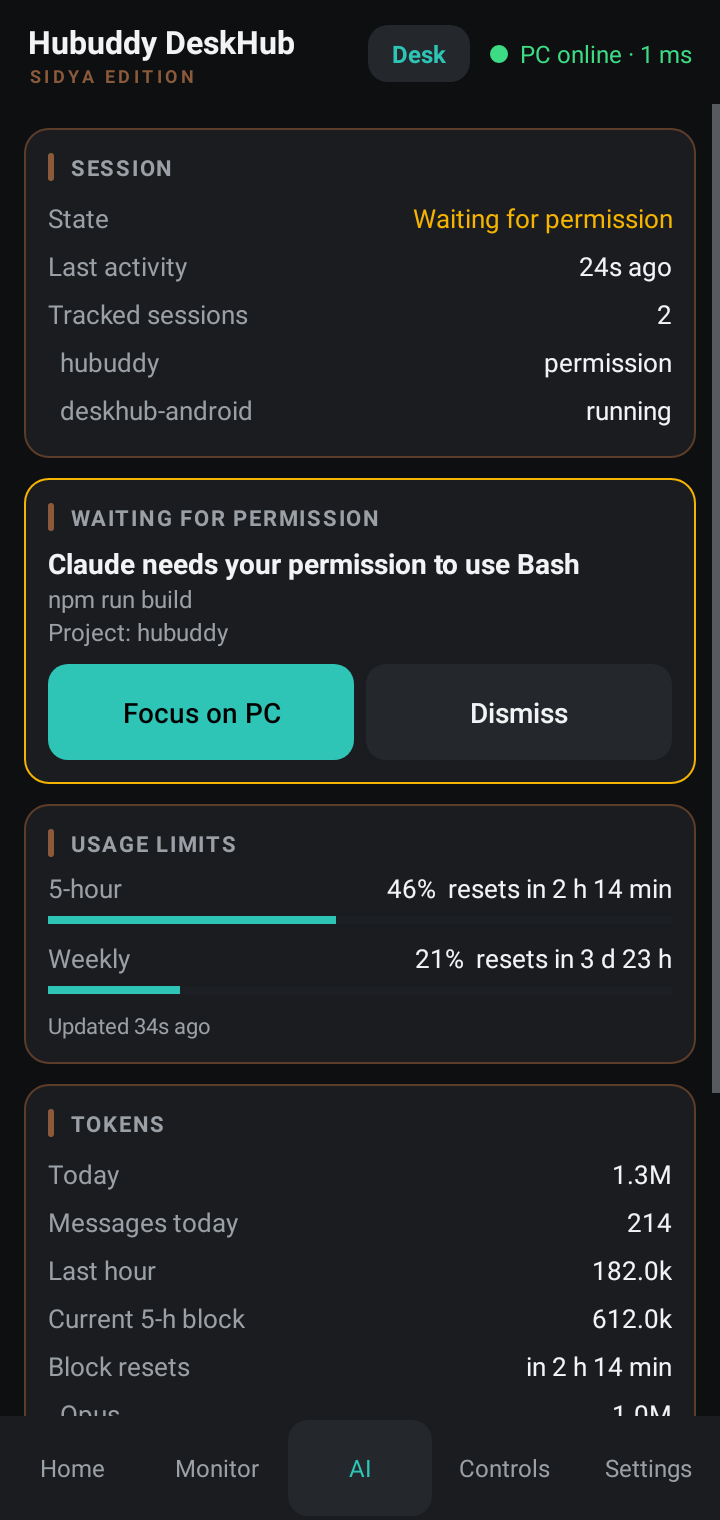 Hubuddy DeskHub
SIDYA EDITION
Desk
PC online · 1 ms
SESSION
State Waiting for permission
Last activity 24s ago
Tracked sessions 2
hubuddy permission
deskhub-android running
WAITING FOR PERMISSION
Claude needs your permission to use Bash
npm run build
Project: hubuddy
Focus on PC Dismiss
USAGE LIMITS
5-hour 46% resets in 2 h 14 min
Weekly 21% resets in 3 d 23 h
Updated 34s ago
TOKENS
Today 1.3M
Messages today 214
Last hour 182.0k
Current 5-h block 612.0k
Block resets in 2 h 14 min
Opus 1.0M
Home Monitor AI Controls Settings